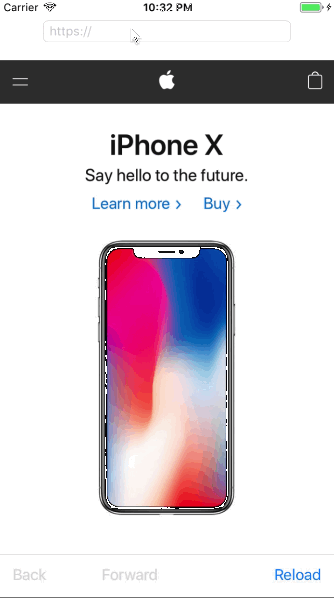 Carrier 10:32 PM
https://
iPhone X
Say hello to the future.
Learn more > Buy >
Back Forward Reload